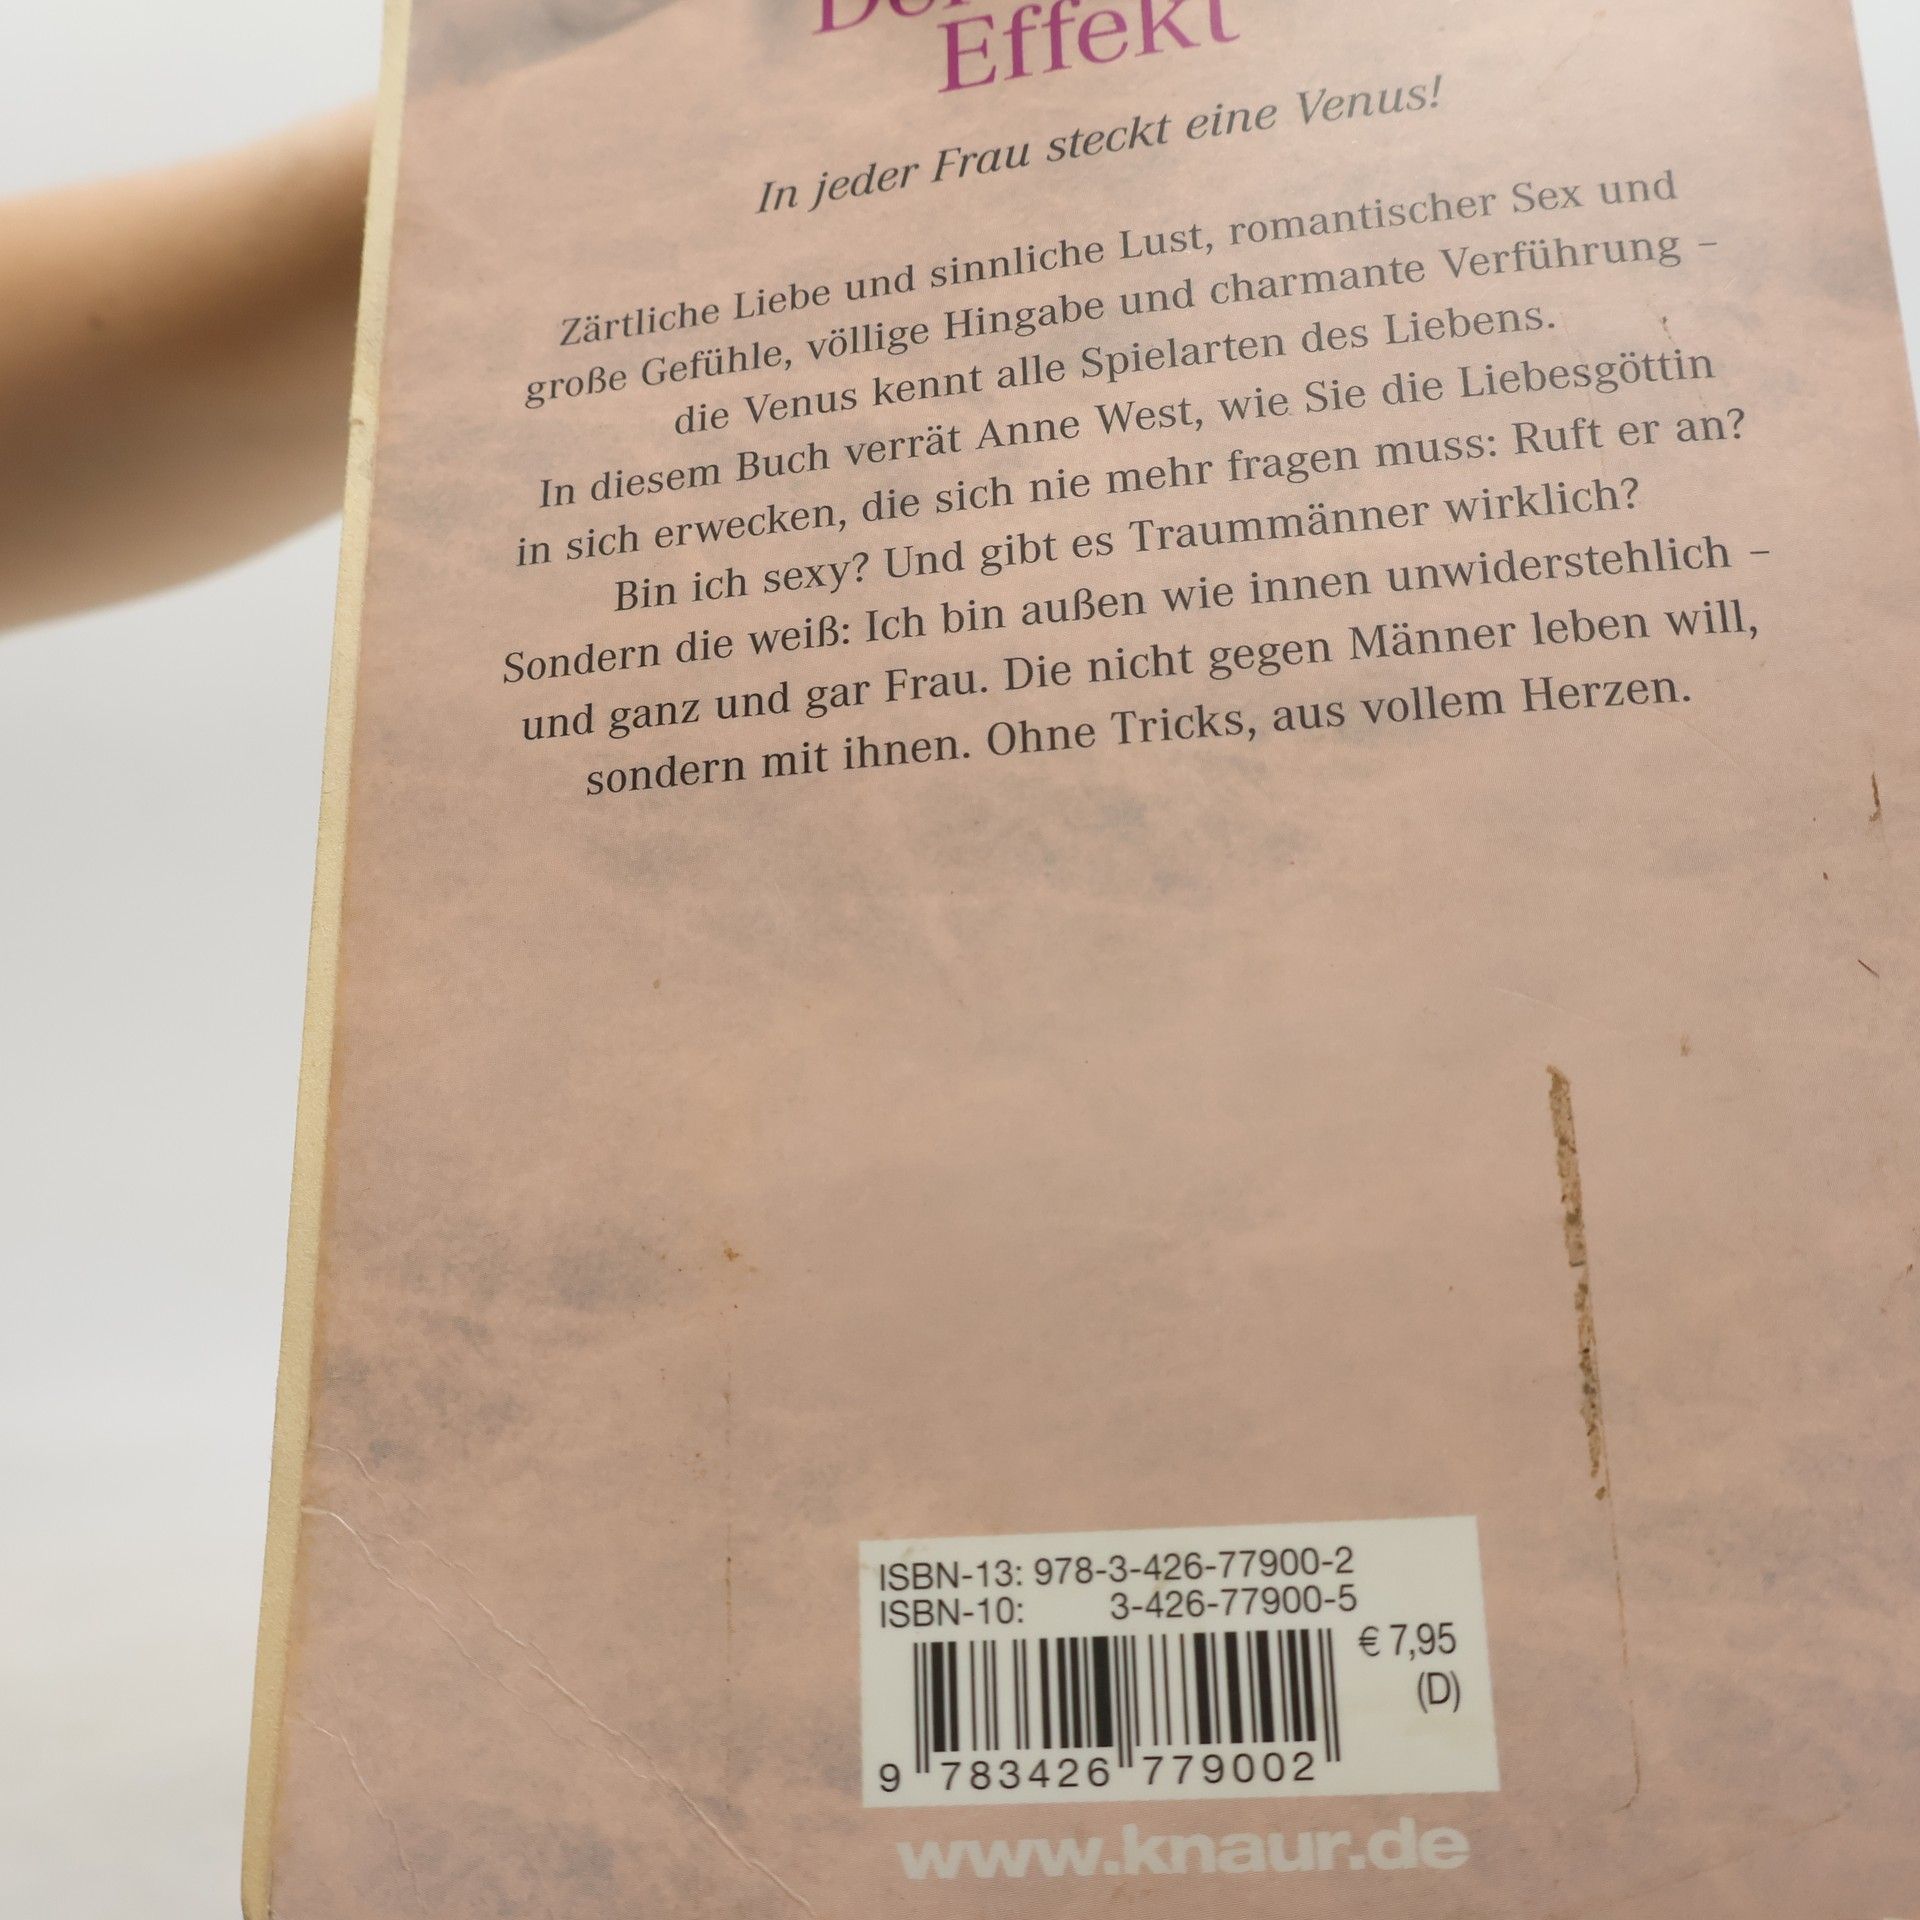 Der
Effekt
In jeder Frau steckt eine Venus!
Zärtliche Liebe und sinnliche Lust, romantischer Sex und
große Gefühle, völlige Hingabe und charmante Verführung –
die Venus kennt alle Spielarten des Liebens.
In diesem Buch verrät Anne West, wie Sie die Liebesgöttin
in sich erwecken, die sich nie mehr fragen muss: Ruft er an?
Bin ich sexy? Und gibt es Traummänner wirklich?
Sondern die weiß: Ich bin außen wie innen unwiderstehlich –
und ganz und gar Frau. Die nicht gegen Männer leben will,
sondern mit ihnen. Ohne Tricks, aus vollem Herzen.
ISBN-13: 978-3-426-77900-2
ISBN-10: 3-426-77900-5
€ 7,95
(D)
9 783426 779002
www.knaur.de